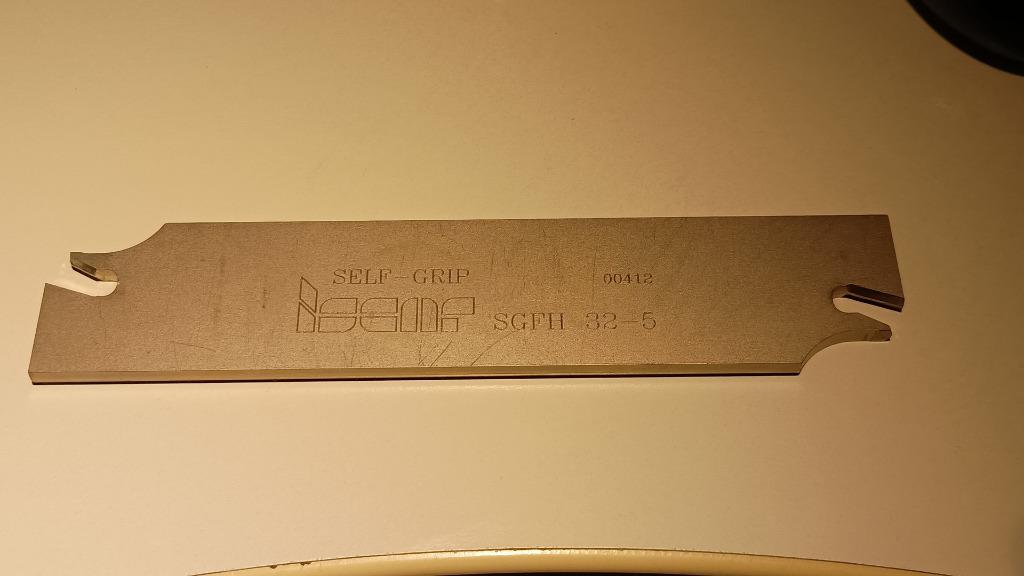 SELF-GRIP
00412
iscar SGFH 32-5